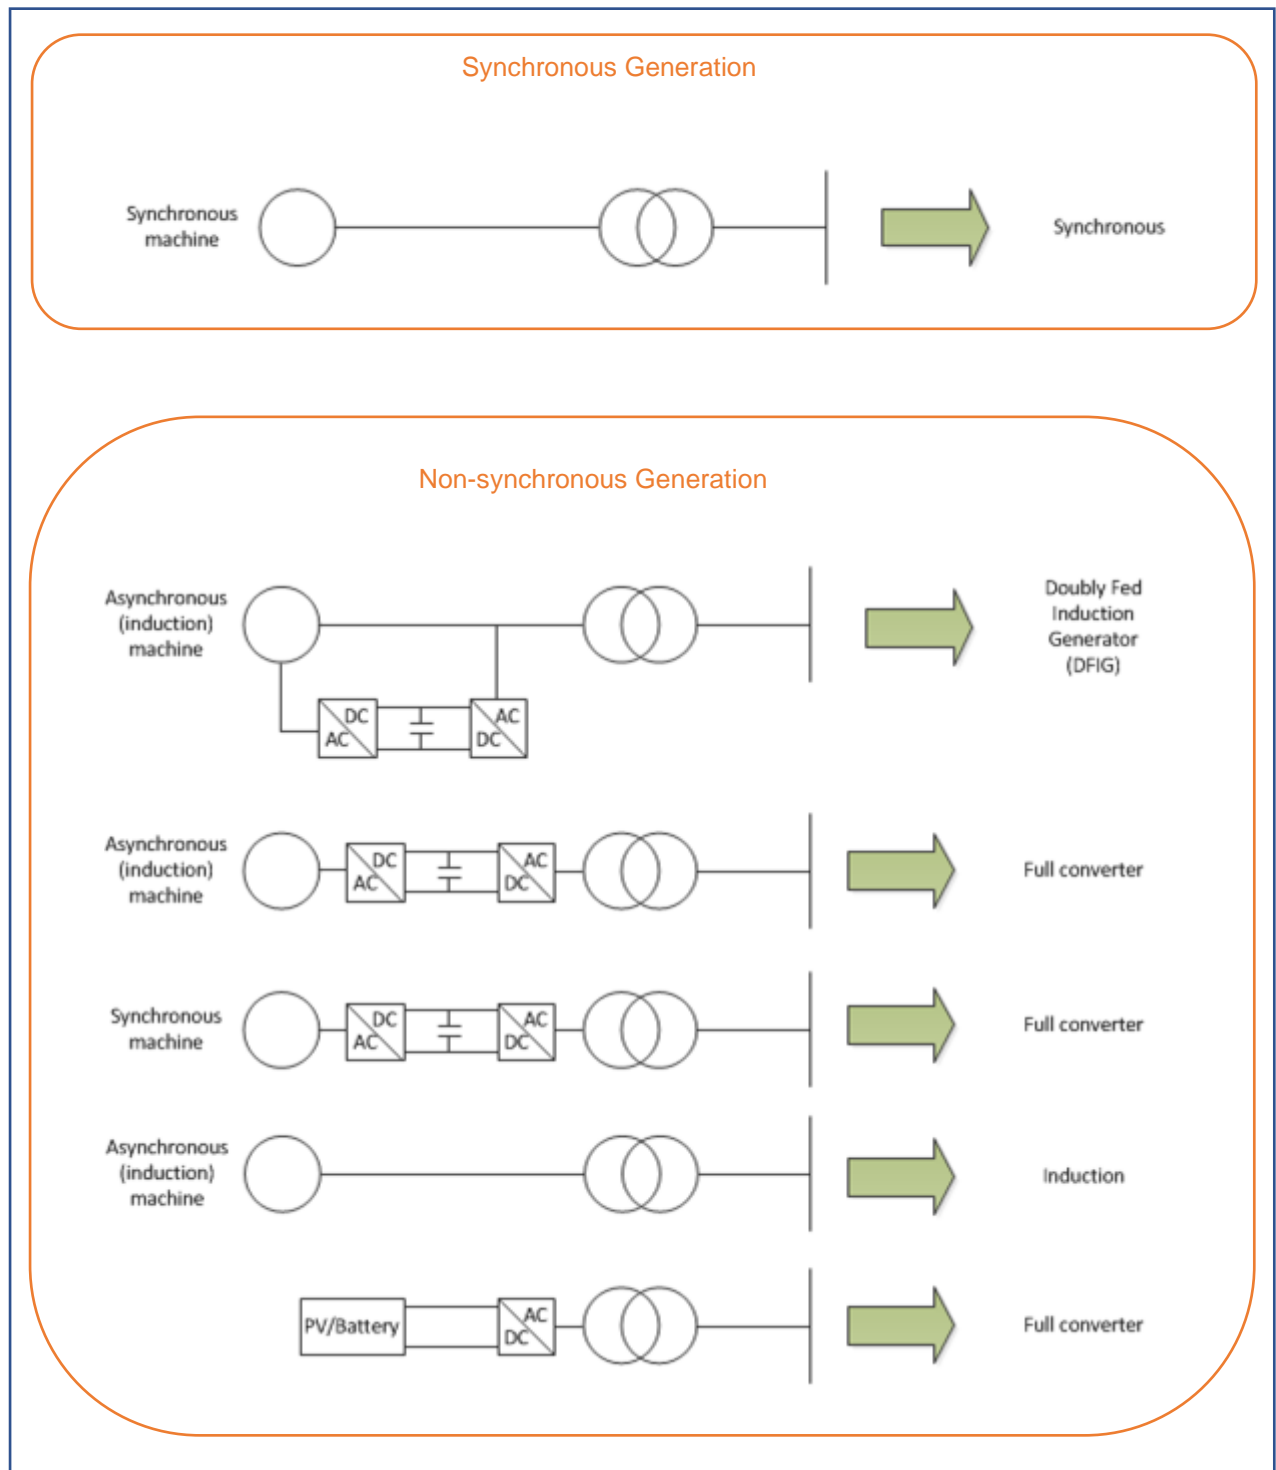 Synchronous Generation
Synchronous
machine
Synchronous
Non-synchronous Generation
Asynchronous
(induction)
machine
DC
AC
AC
DC
Doubly Fed
Induction
Generator
(DFIG)
Asynchronous
(induction)
machine
DC
AC
AC
DC
Full converter
Synchronous
machine
DC
AC
AC
DC
Full converter
Asynchronous
(induction)
machine
Induction
PV/Battery
AC
DC
Full converter